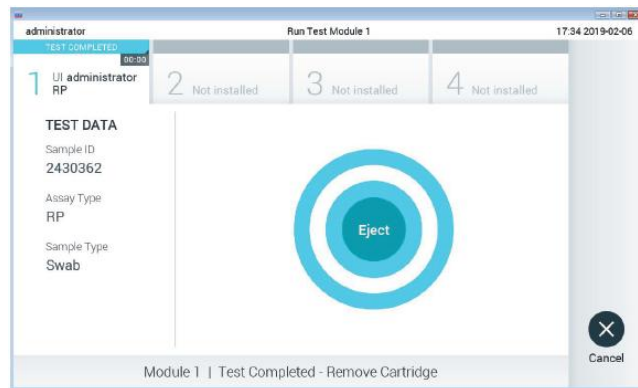 administrator Run Test Module 1 17:34 2019-02-06
TEST COMPLETED
00:00
1 UI administrator
RP
2 Not installed
3 Not installed
4 Not installed
TEST DATA
Sample ID
2430362
Assay Type
RP
Sample Type
Swab
Eject
Cancel
Module 1 | Test Completed - Remove Cartridge